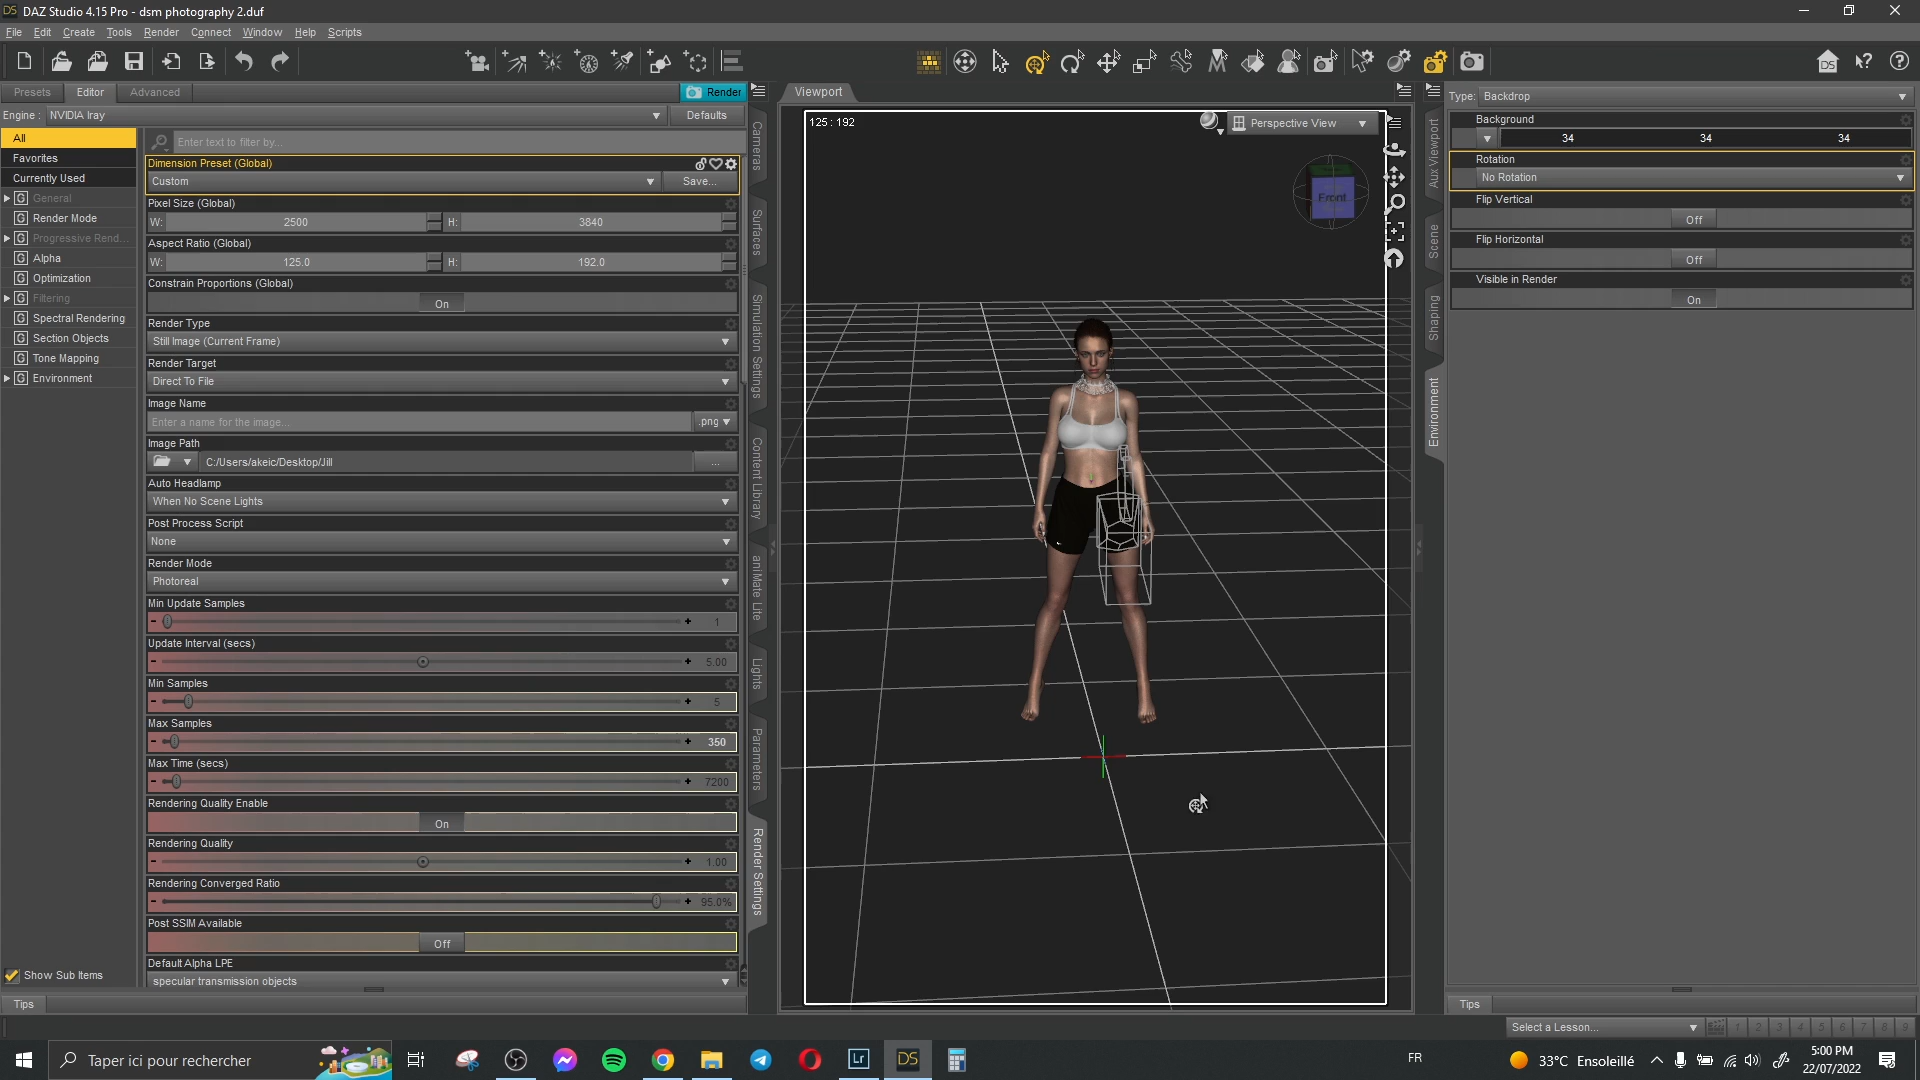 DAZ Studio 4.15 Pro - dsm photography 2.duf
File Edit Create Tools Render Connect Window Help Scripts
Presets Editor Advanced Render
Engine : NVIDIA Iray Defaults
All
Favorites
Currently Used
General
Render Mode
Progressive Rend...
Alpha
Optimization
Filtering
Spectral Rendering
Section Objects
Tone Mapping
Environment
Show Sub Items
Tips
Enter text to filter by...
Dimension Preset (Global)
Custom Save...
Pixel Size (Global)
W: 2500 H: 3840
Aspect Ratio (Global)
W: 125.0 H: 192.0
Constrain Proportions (Global)
On
Render Type
Still Image (Current Frame)
Render Target
Direct To File
Image Name
Enter a name for the image... .png
Image Path
C:/Users/akeic/Desktop/Jill ...
Auto Headlamp
When No Scene Lights
Post Process Script
None
Render Mode
Photoreal
Min Update Samples
1
Update Interval (secs)
5.00
Min Samples
5
Max Samples
350
Max Time (secs)
7200
Rendering Quality Enable
On
Rendering Quality
1.00
Rendering Converged Ratio
95.0%
Post SSIM Available
Off
Default Alpha LPE
specular transmission objects
Cameras
Surfaces
Simulation Settings
Content Library
aniMate Lite
Lights
Parameters
Render Settings
Viewport
125 : 192
Perspective View
Front
Aux Viewport
Scene
Shaping
Environment
Type: Backdrop
Background
34 34 34
Rotation
No Rotation
Flip Vertical
Off
Flip Horizontal
Off
Visible in Render
On
Tips
Select a Lesson... 1 2 3 4 5 6 7 8 9
Taper ici pour rechercher
Lr
DS
FR
33°C Ensoleillé
5:00 PM
22/07/2022